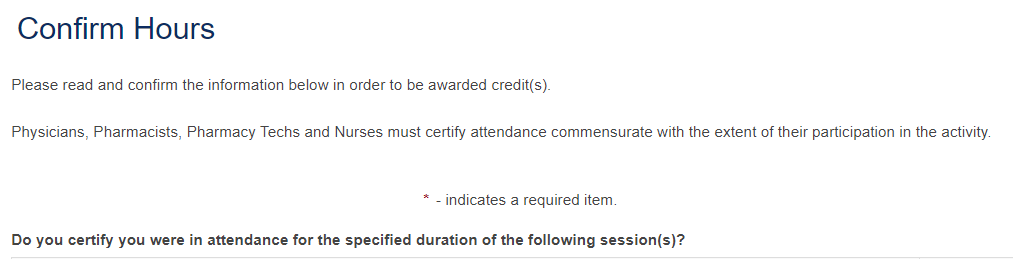 Confirm Hours
Please read and confirm the information below in order to be awarded credit(s).
Physicians, Pharmacists, Pharmacy Techs and Nurses must certify attendance commensurate with the extent of their participation in the activity.
* - indicates a required item.
Do you certify you were in attendance for the specified duration of the following session(s)?